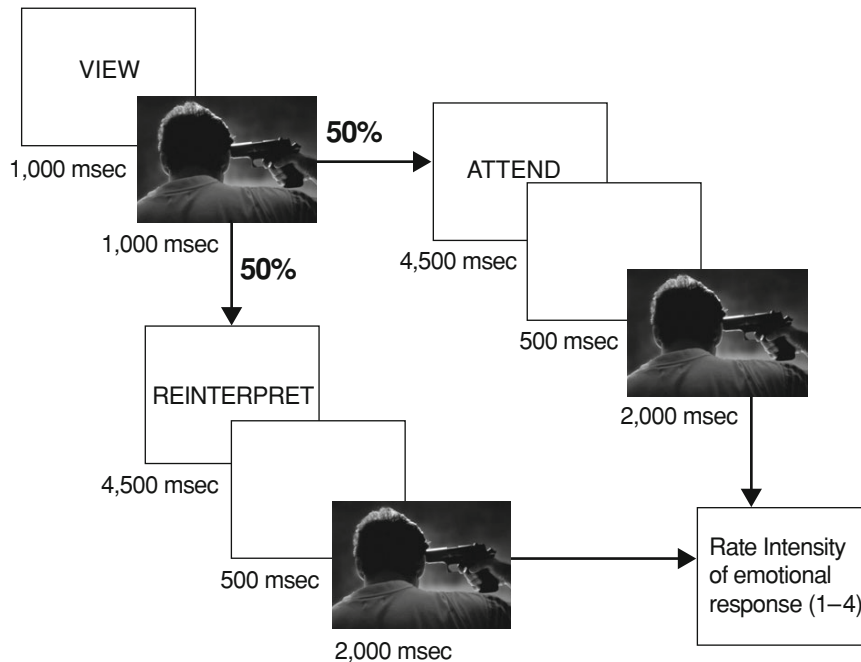 VIEW
1,000 msec
1,000 msec
50%
ATTEND
4,500 msec
500 msec
2,000 msec
50%
REINTERPRET
4,500 msec
500 msec
2,000 msec
Rate Intensity
of emotional
response (1–4)